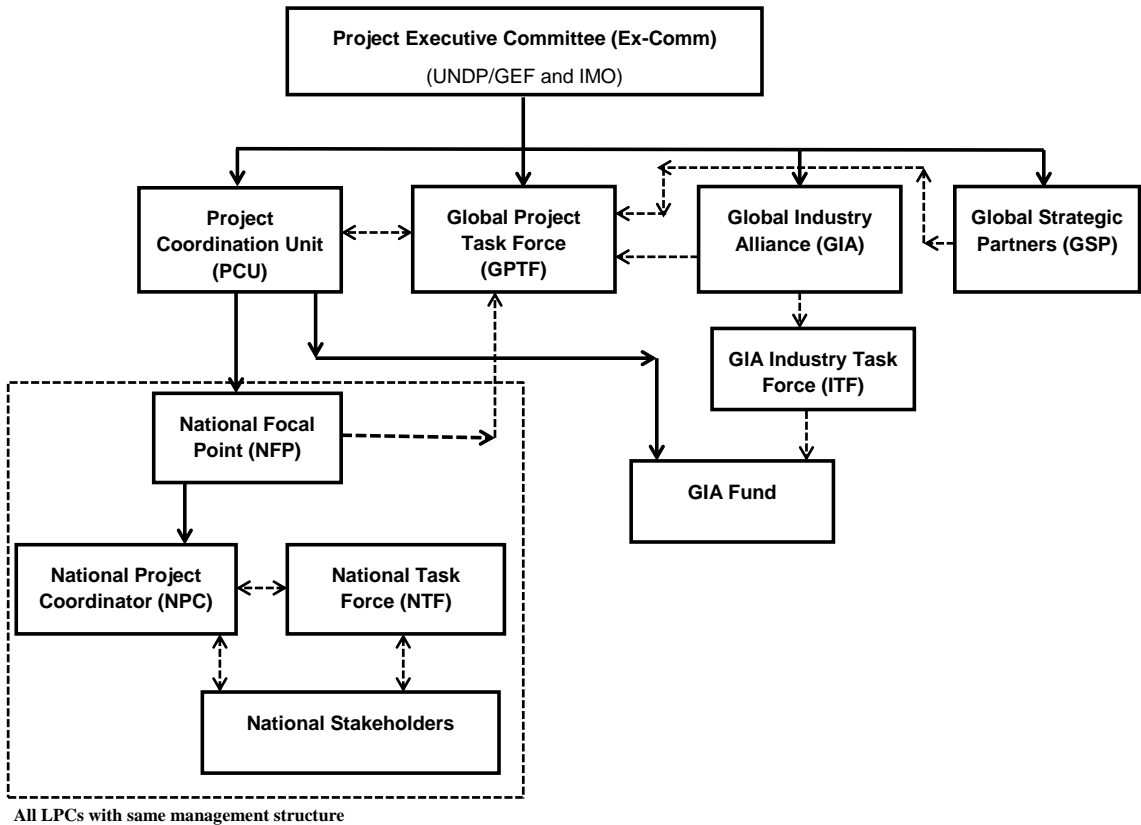 Project Executive Committee (Ex-Comm)
(UNDP/GEF and IMO)
Project
Coordination Unit
(PCU)
Global Project
Task Force
(GPTF)
Global Industry
Alliance (GIA)
Global Strategic
Partners (GSP)
GIA Industry Task
Force (ITF)
National Focal
Point (NFP)
GIA Fund
National Project
Coordinator (NPC)
National Task
Force (NTF)
National Stakeholders
All LPCs with same management structure